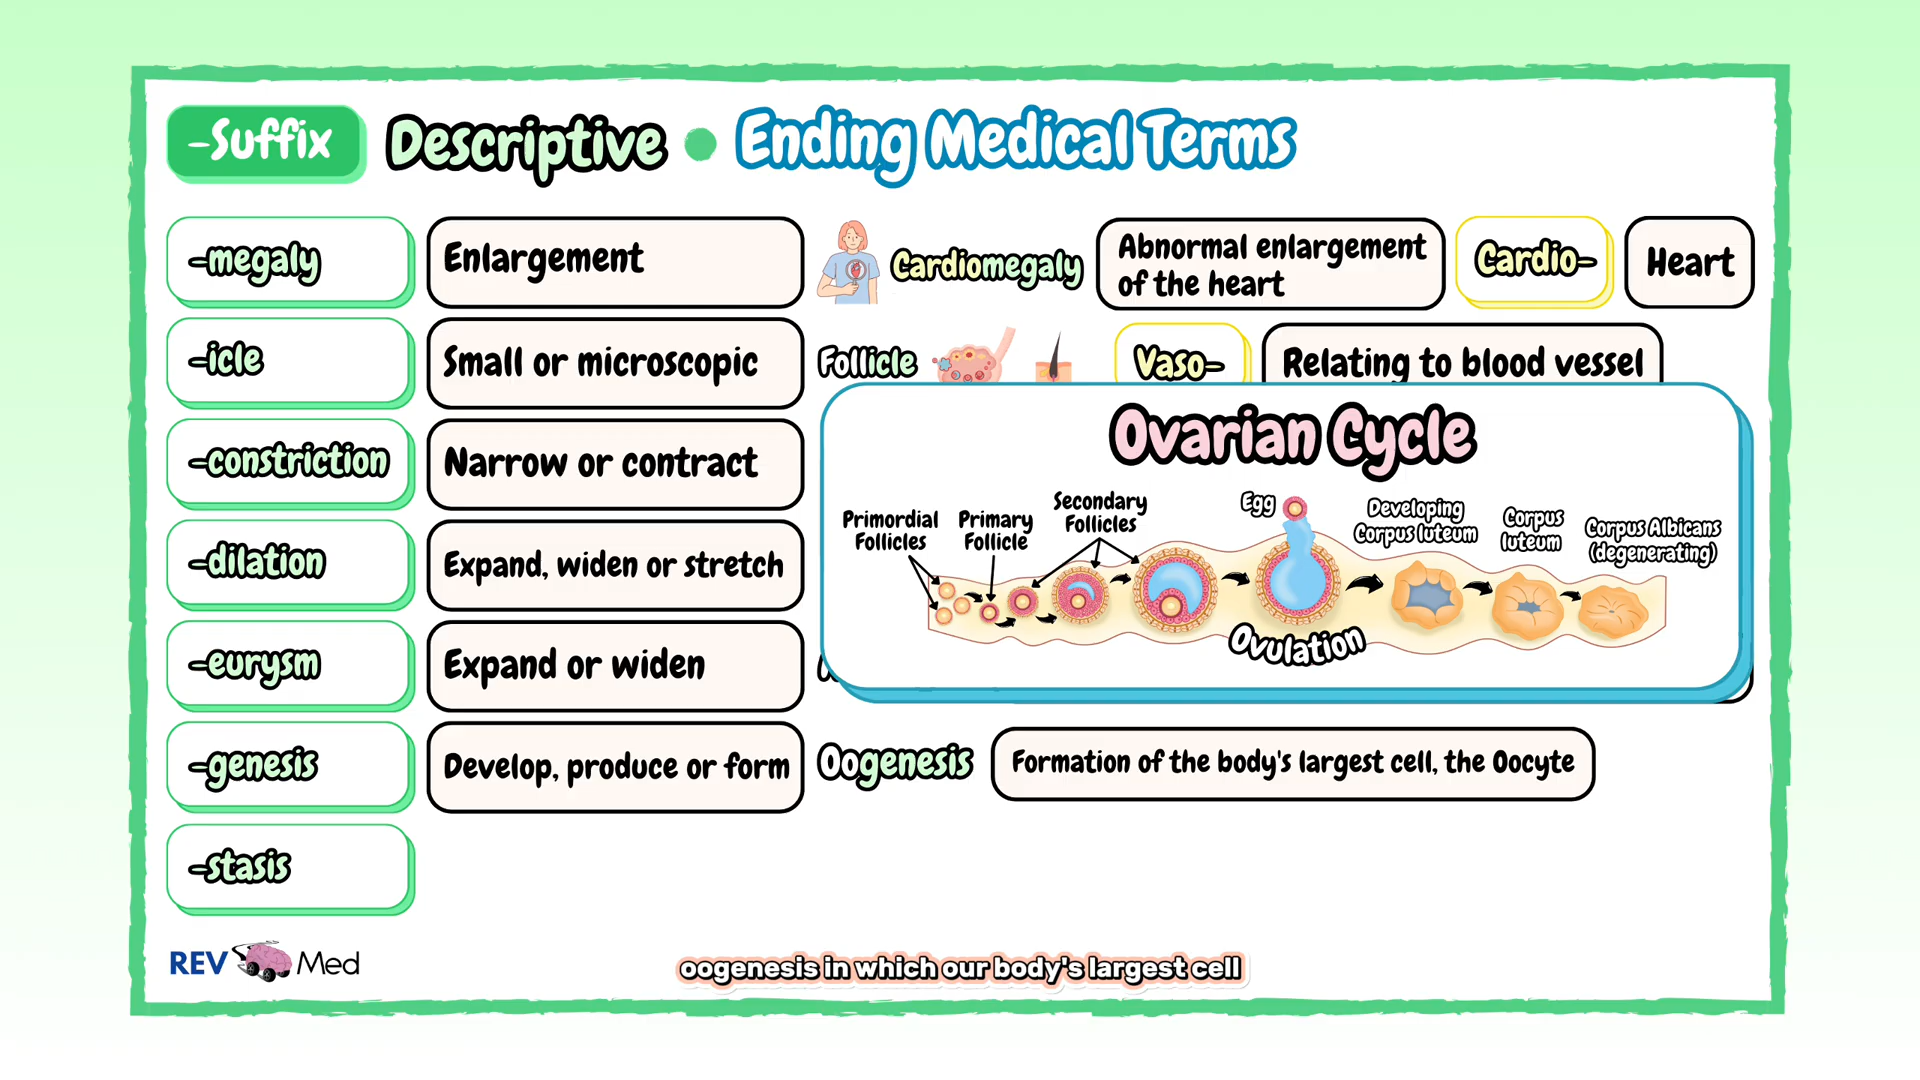 -Suffix Descriptive • Ending Medical Terms
-megaly Enlargement Cardiomegaly Abnormal enlargement of the heart Cardio- Heart
-icle Small or microscopic Follicle Vaso- Relating to blood vessel
-constriction Narrow or contract
-dilation Expand, widen or stretch
-eurysm Expand or widen
Ovarian Cycle
Primordial Follicles
Primary Follicle
Secondary Follicles
Egg
Developing Corpus luteum
Corpus luteum
Corpus Albicans (degenerating)
Ovulation
-genesis Develop, produce or form Oogenesis Formation of the body's largest cell, the Oocyte
-stasis
REV Med
oogenesis in which our body's largest cell